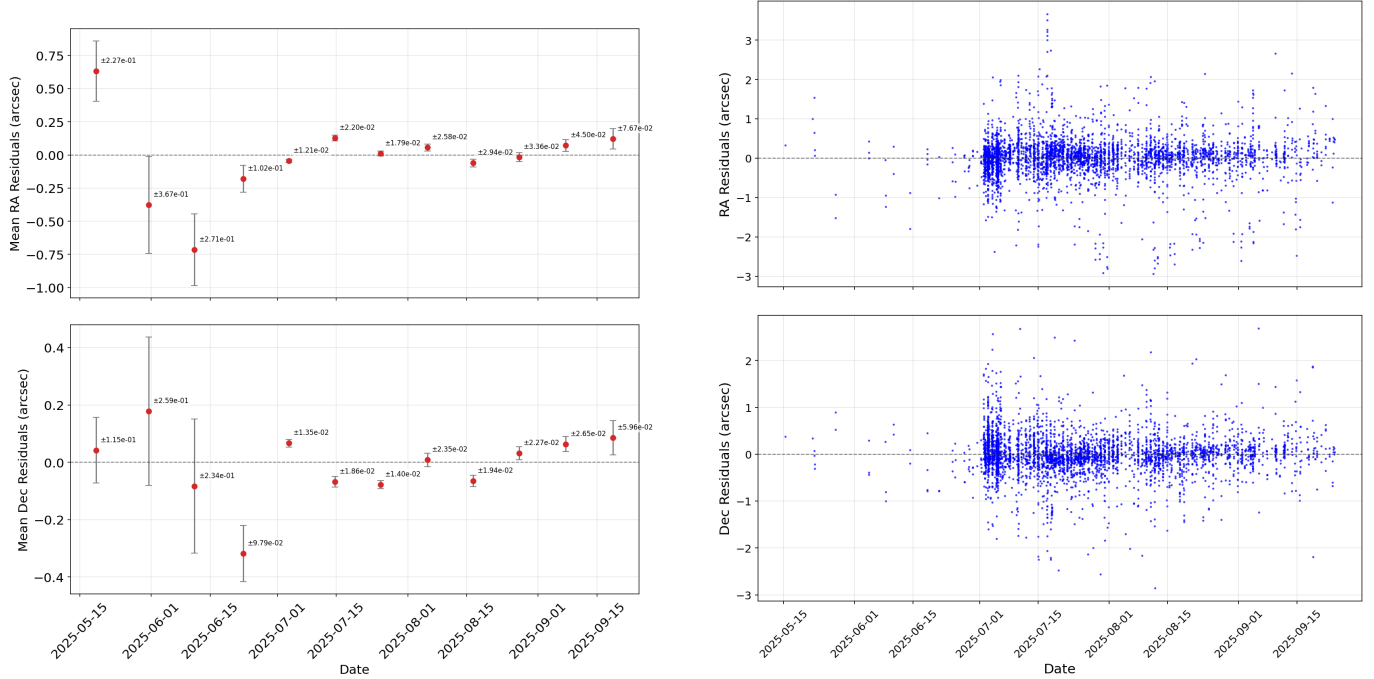 Mean RA Residuals (arcsec)
0.75
0.50
0.25
0.00
−0.25
−0.50
−0.75
−1.00
±2.27e-01
±3.67e-01
±2.71e-01
±1.02e-01
±1.21e-02
±2.20e-02
±1.79e-02
±2.58e-02
±2.94e-02
±3.36e-02
±4.50e-02
±7.67e-02
Mean Dec Residuals (arcsec)
0.4
0.2
0.0
−0.2
−0.4
±1.15e-01
±2.59e-01
±2.34e-01
±9.79e-02
±1.35e-02
±1.86e-02
±1.40e-02
±2.35e-02
±1.94e-02
±2.27e-02
±2.65e-02
±5.96e-02
2025-05-15
2025-06-01
2025-06-15
2025-07-01
2025-07-15
2025-08-01
2025-08-15
2025-09-01
2025-09-15
Date
RA Residuals (arcsec)
3
2
1
0
−1
−2
−3
Dec Residuals (arcsec)
2
1
0
−1
−2
−3
2025-05-15
2025-06-01
2025-06-15
2025-07-01
2025-07-15
2025-08-01
2025-08-15
2025-09-01
2025-09-15
Date